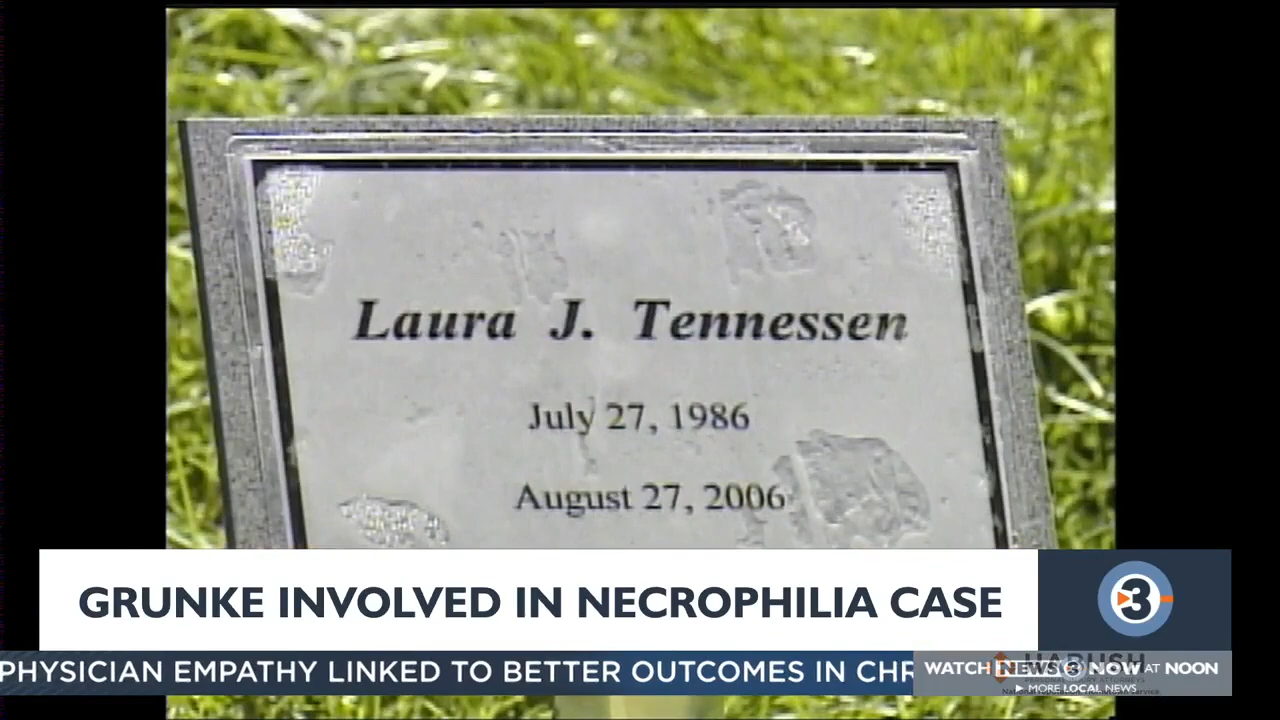 Laura J. Tennessen
July 27, 1986
August 27, 2006
GRUNKE INVOLVED IN NECROPHILIA CASE
3
PHYSICIAN EMPATHY LINKED TO BETTER OUTCOMES IN CHR
WATCH NEWS 3 NOW AT NOON
▶ MORE LOCAL NEWS